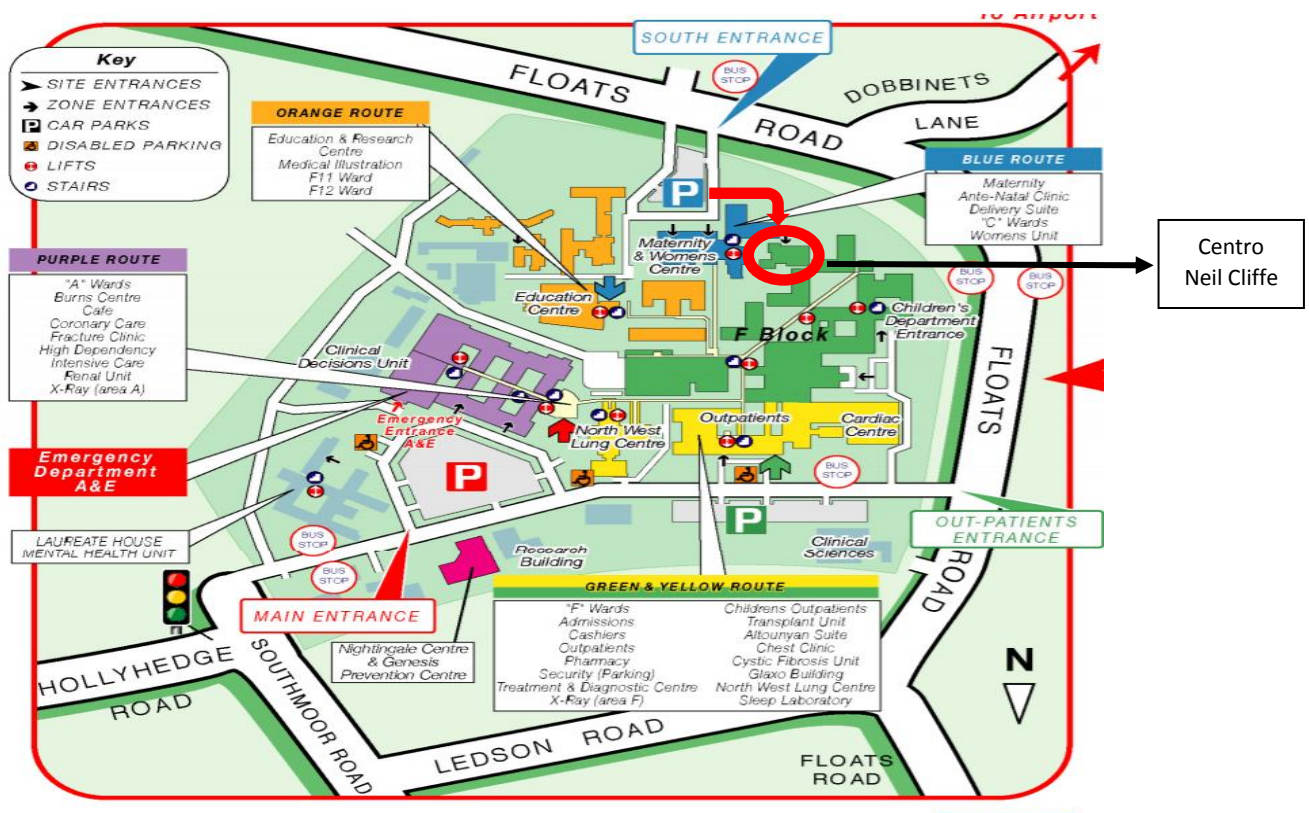 To Airport
SOUTH ENTRANCE
Key
SITE ENTRANCES
ZONE ENTRANCES
P CAR PARKS
DISABLED PARKING
LIFTS
STAIRS
FLOATS
ROAD
BUS
STOP
DOBBINETS
LANE
ORANGE ROUTE
Education & Research
Centre
Medical Illustration
F11 Ward
F12 Ward
BLUE ROUTE
Maternity
Ante-Natal Clinic
Delivery Suite
"C" Wards
Womens Unit
P
Centro
Neil Cliffe
PURPLE ROUTE
"A" Wards
Burns Centre
Cafe
Coronary Care
Fracture Clinic
High Dependency
Intensive Care
Renal Unit
X-Ray (area A)
Maternity
& Womens
Centre
BUS
STOP
BUS
STOP
Education
Centre
Children's
Department
Entrance
F Block
Clinical
Decisions Unit
FLOATS
ROAD
Emergency
Entrance
A&E
North West
Lung Centre
Outpatients
Cardiac
Centre
Emergency
Department
A&E
P
BUS
STOP
P
OUT-PATIENTS
ENTRANCE
LAUREATE HOUSE
MENTAL HEALTH UNIT
BUS
STOP
BUS
STOP
Research
Building
Clinical
Sciences
MAIN ENTRANCE
GREEN & YELLOW ROUTE
"F" Wards
Admissions
Cashiers
Outpatients
Pharmacy
Security (Parking)
Treatment & Diagnostic Centre
X-Ray (area F)
Childrens Outpatients
Transplant Unit
Altounyan Suite
Chest Clinic
Cystic Fibrosis Unit
Glaxo Building
North West Lung Centre
Sleep Laboratory
Nightingale Centre
& Genesis
Prevention Centre
HOLLYHEDGE
ROAD
SOUTHMOOR ROAD
LEDSON ROAD
FLOATS
ROAD
N